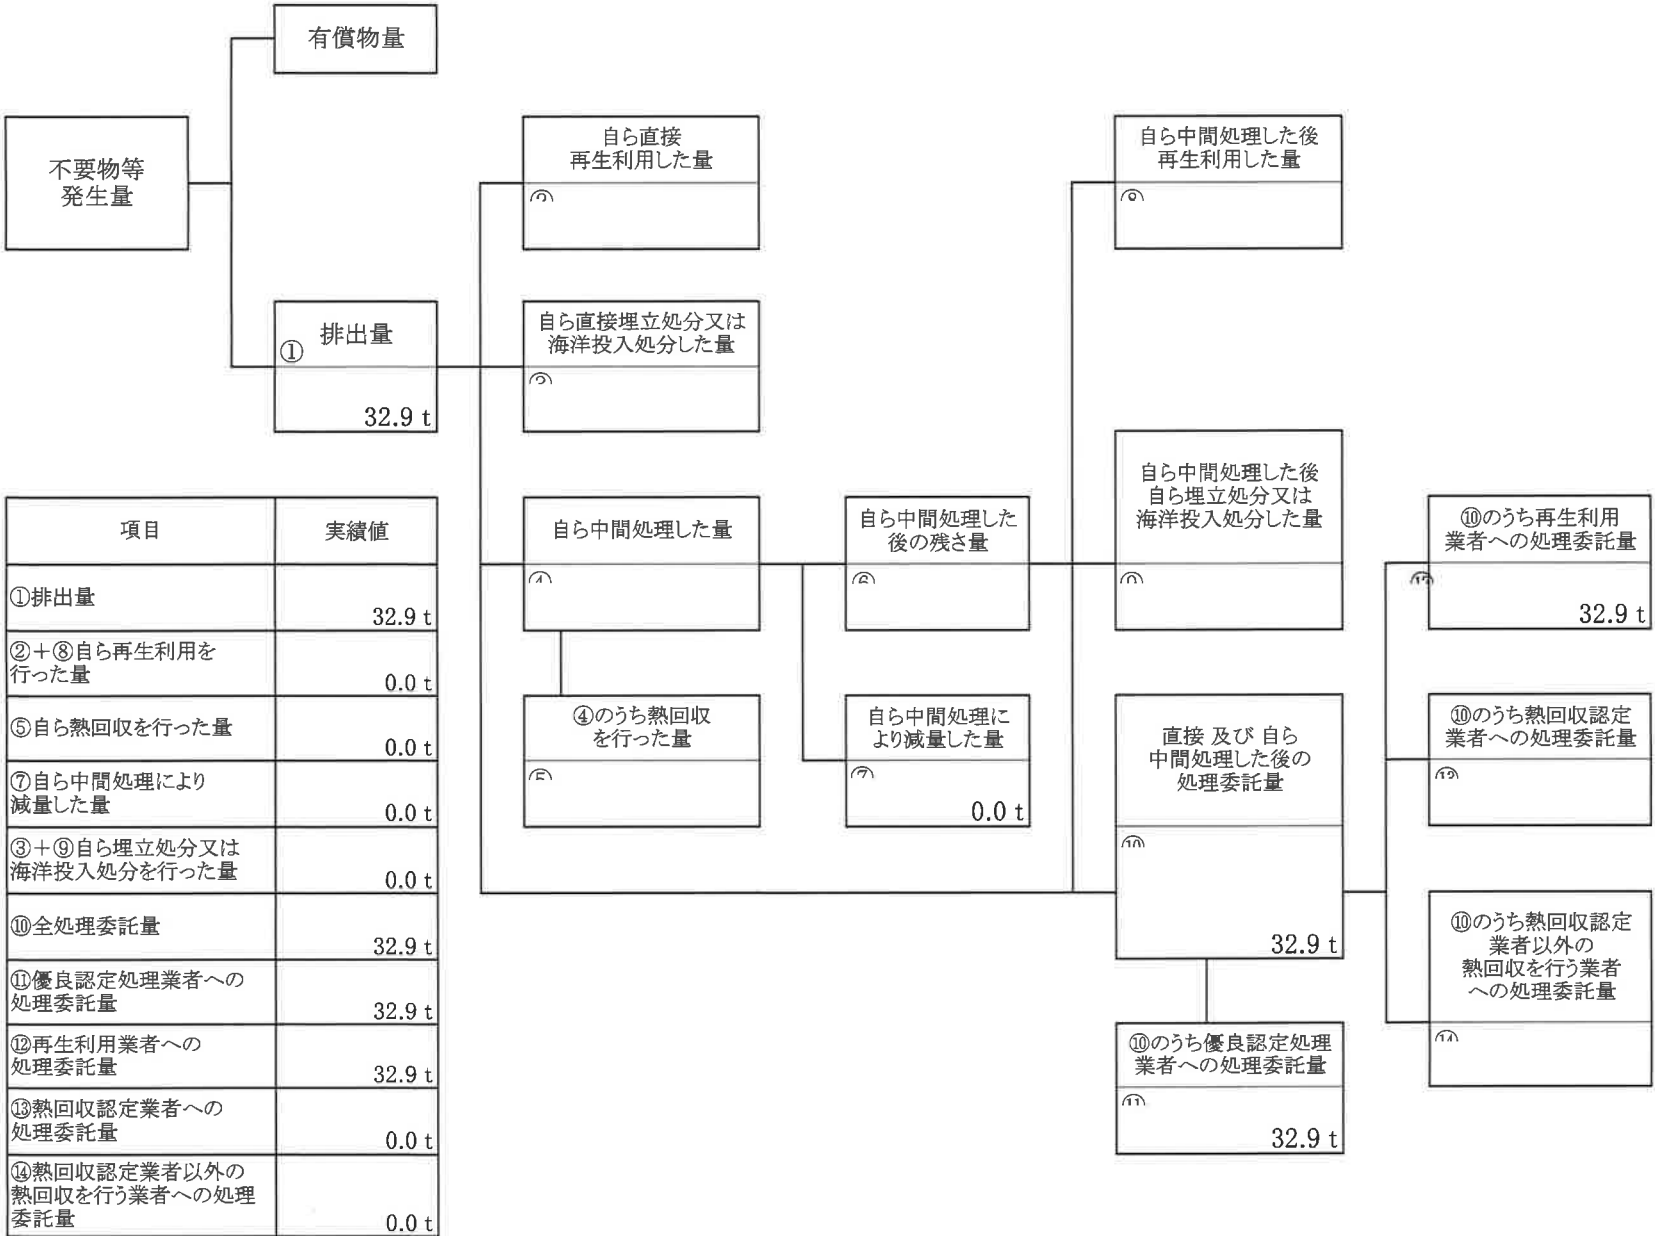 有償物量
不要物等
発生量
排出量
①
32.9 t
自ら直接
再生利用した量
自ら直接埋立処分又は
海洋投入処分した量
自ら中間処理した量
④のうち熱回収
を行った量
自ら中間処理した
後の残さ量
自ら中間処理に
より減量した量
⑦
0.0 t
自ら中間処理した後
再生利用した量
自ら中間処理した後
自ら埋立処分又は
海洋投入処分した量
直接 及び 自ら
中間処理した後の
処理委託量
⑩
32.9 t
⑩のうち優良認定処理
業者への処理委託量
⑪
32.9 t
⑩のうち再生利用
業者への処理委託量
32.9 t
⑩のうち熱回収認定
業者への処理委託量
⑩のうち熱回収認定
業者以外の
熱回収を行う業者
への処理委託量
項目 実績値
①排出量
32.9 t
②+⑧自ら再生利用を
行った量
0.0 t
⑤自ら熱回収を行った量
0.0 t
⑦自ら中間処理により
減量した量
0.0 t
③+⑨自ら埋立処分又は
海洋投入処分を行った量
0.0 t
⑩全処理委託量
32.9 t
⑪優良認定処理業者への
処理委託量
32.9 t
⑫再生利用業者への
処理委託量
32.9 t
⑬熱回収認定業者への
処理委託量
0.0 t
⑭熱回収認定業者以外の
熱回収を行う業者への処理
委託量
0.0 t